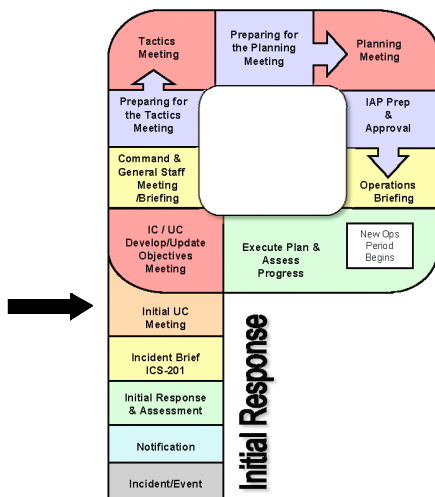 Tactics
Meeting
Preparing for
the Planning
Meeting
Planning
Meeting
Preparing for
the Tactics
Meeting
IAP Prep
&
Approval
Command &
General Staff
Meeting
/Briefing
Operations
Briefing
IC / UC
Develop/Update
Objectives
Meeting
Execute Plan &
Assess
Progress
New Ops
Period
Begins
Initial UC
Meeting
Incident Brief
ICS-201
Initial Response
& Assessment
Notification
Incident/Event
Initial Response